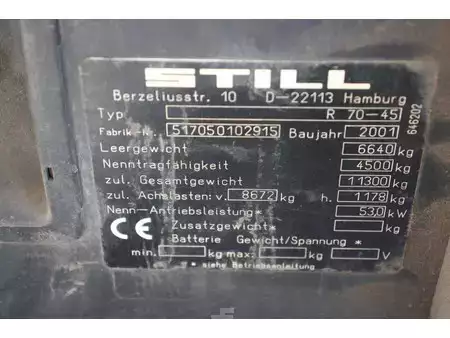 STILL
Berzeliusstr. 10 D-22113 Hamburg
Typ R 70-45
Fabrik-Nr. 517050102915 Baujahr 2001
Leergewicht 6640 kg
Nenntragfähigkeit 4500 kg
zul. Gesamtgewicht 11300 kg
zul. Achslasten: v. 8672 kg h. 1178 kg
Nenn-Antriebsleistung* 53,0 kW
Zusatzgewicht* kg
CE
Batterie Gewicht/Spannung *
min. kg max. kg V
* siehe Betriebsanleitung
646202